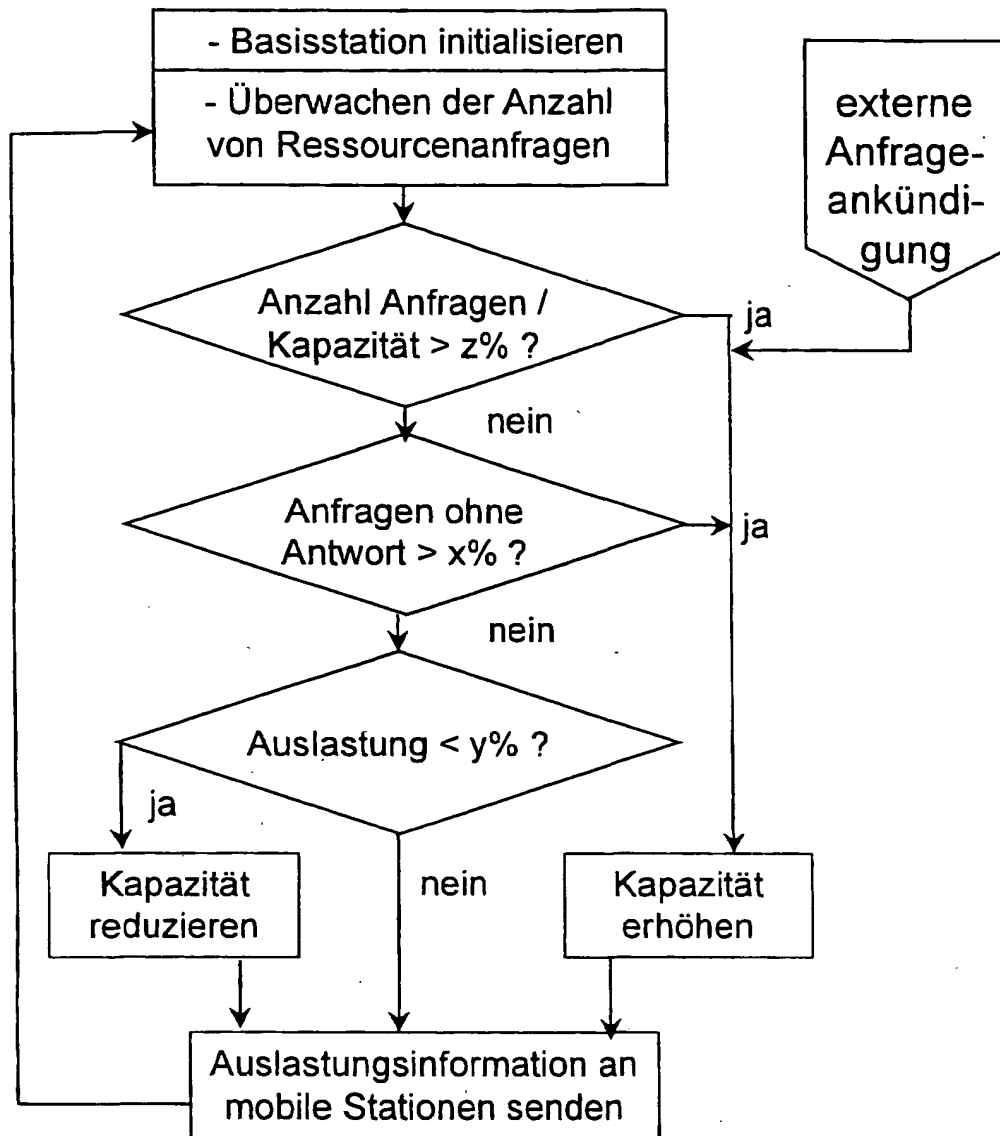 - Basisstation initialisieren
- Überwachen der Anzahl
von Ressourcenanfragen
externe
Anfrage-
ankündi-
gung
Anzahl Anfragen /
Kapazität > z% ?
ja
nein
Anfragen ohne
Antwort > x% ?
ja
nein
Auslastung < y% ?
ja
nein
Kapazität
reduzieren
Kapazität
erhöhen
Auslastungsinformation an
mobile Stationen senden